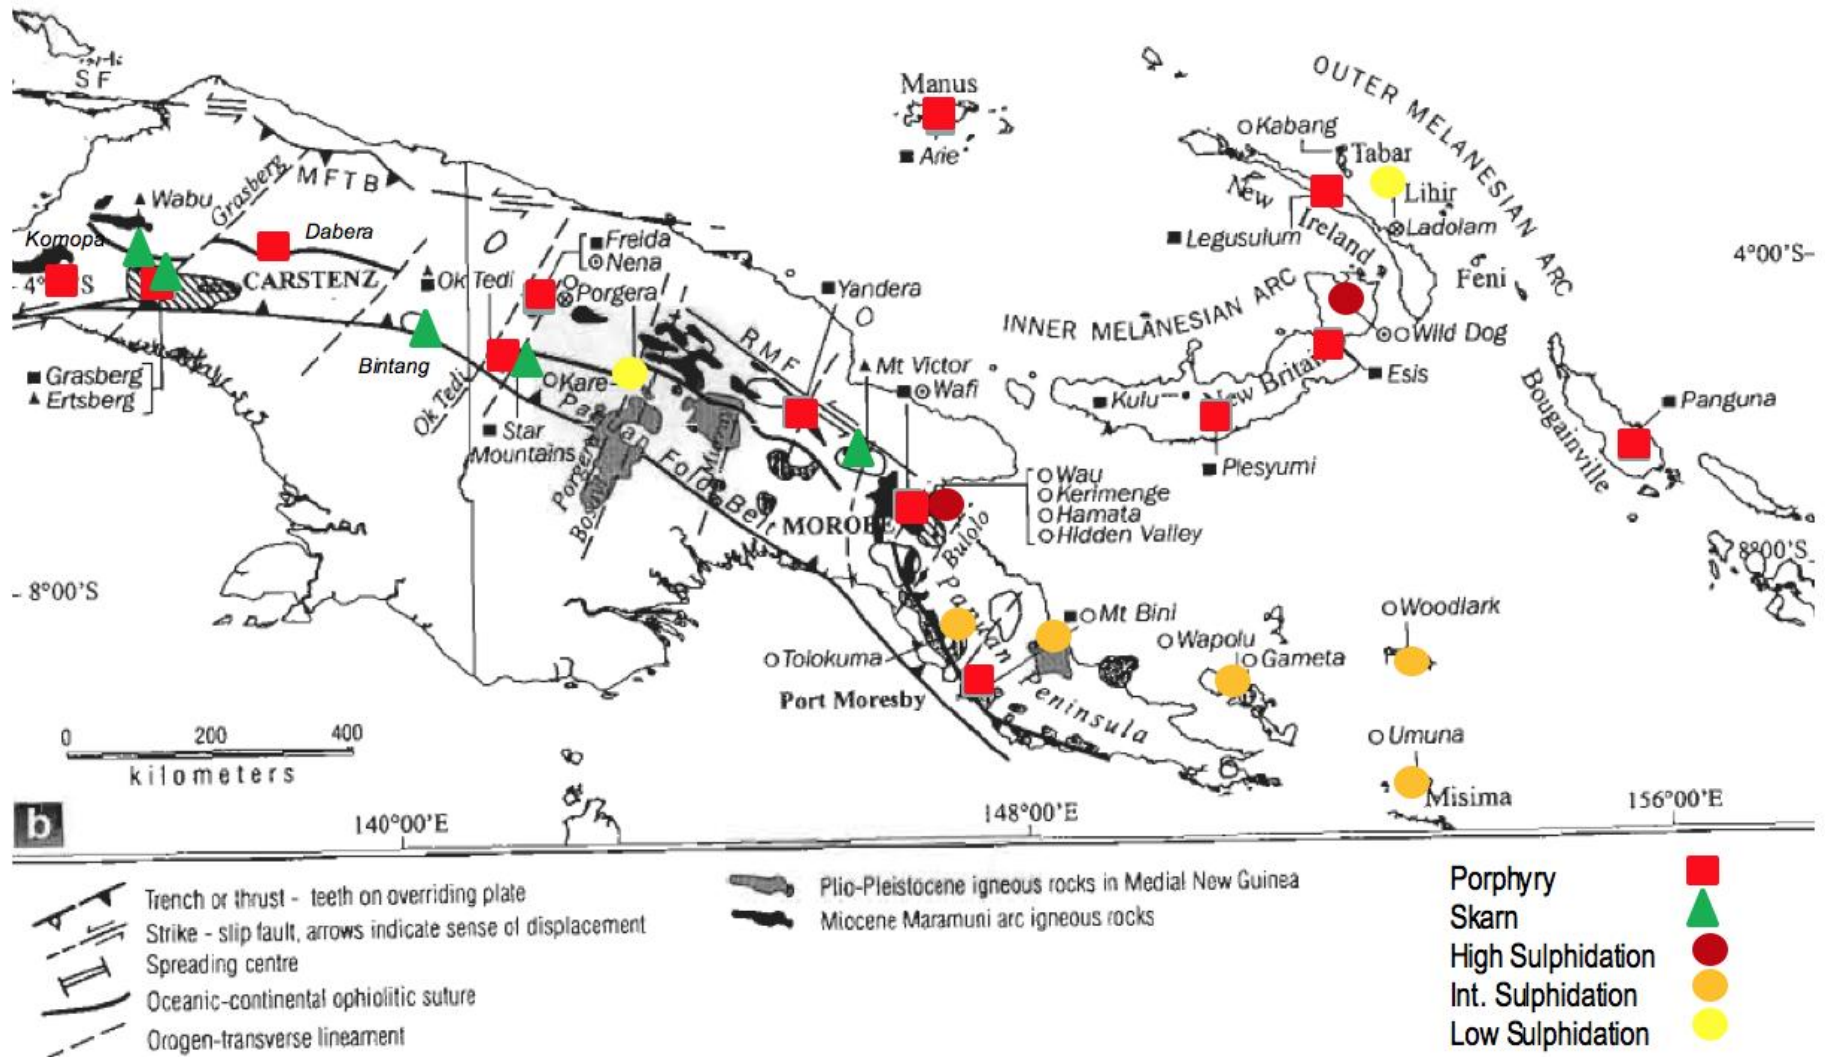 SF
Manus
Arie
OUTER MELANESIAN ARC
Kabang
Tabar
Lihir
Ladolam
New Ireland
Legusulum
Feni
4°00'S
MFTB
Grasberg
Wabu
Komopa
Dabera
4° S
CARSTENZ
Ok Tedi
Freida
Nena
Porgera
Yandera
INNER MELANESIAN ARC
Wild Dog
Esis
New Britain
Kulu
Plesyumi
Bougainville
Panguna
RMF
Mt Victor
Wafi
Bintang
Grasberg
Ertsberg
Ok Tedi
Kare
Star
Mountains
Papuan Fold Belt
Porgera
MOROBE
Wau
Kerimenge
Hamata
Hidden Valley
Bulolo
8°00'S
8°00'S
Mt Bini
Woodlark
Wapolu
Gameta
Tolokuma
Papuan Peninsula
Port Moresby
Umuna
Misima
0 200 400
kilometers
b
140°00'E
148°00'E
156°00'E
Trench or thrust - teeth on overriding plate
Strike - slip fault, arrows indicate sense of displacement
Spreading centre
Oceanic-continental ophiolitic suture
Orogen-transverse lineament
Plio-Pleistocene igneous rocks in Medial New Guinea
Miocene Maramuni arc igneous rocks
Porphyry
Skarn
High Sulphidation
Int. Sulphidation
Low Sulphidation